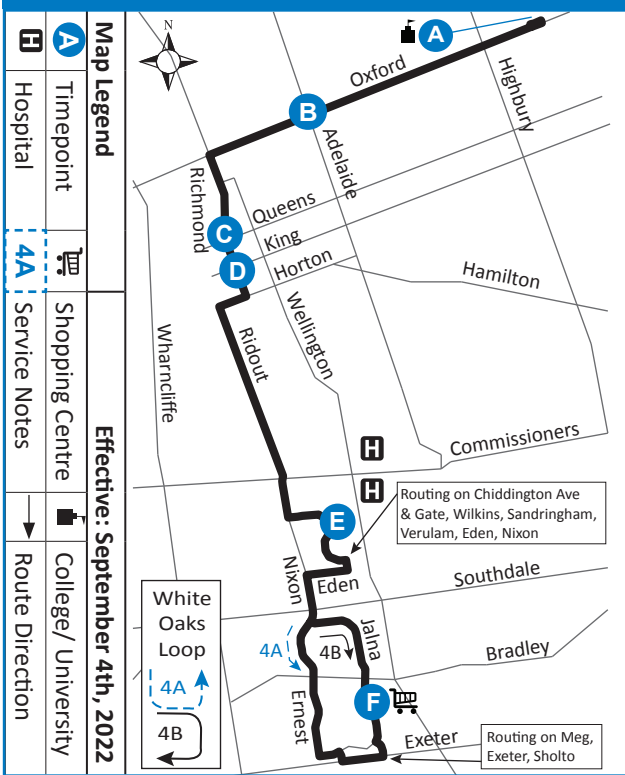 Map Legend
A
Timepoint
Shopping Centre
College/ University
H
Hospital
4A
Service Notes
Route Direction
Effective: September 4th, 2022
N
A
Oxford
Highbury
B
Adelaide
Richmond
Queens
C
King
D
Horton
Hamilton
Wellington
Ridout
Wharncliffe
Commissioners
H
H
Routing on Chiddington Ave
& Gate, Wilkins, Sandringham,
Verulam, Eden, Nixon
E
Nixon
Eden
Southdale
White
Oaks
Loop
4A
4B
4A
4B
Jalna
Bradley
F
Ernest
Exeter
Routing on Meg,
Exeter, Sholto